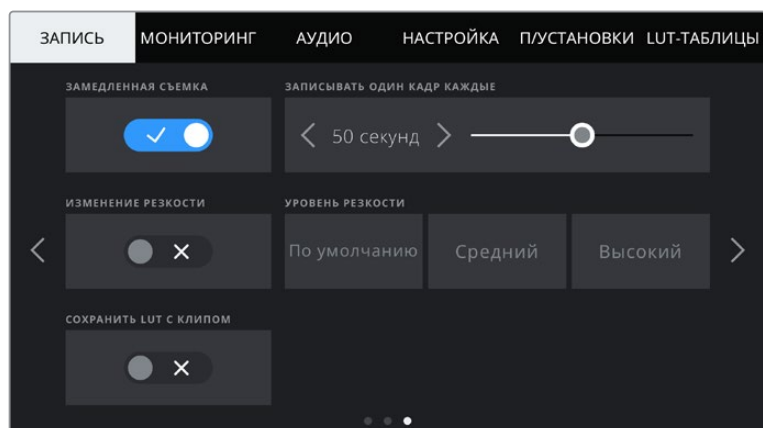 ЗАПИСЬ МОНИТОРИНГ АУДИО НАСТРОЙКА П/УСТАНОВКИ LUT-ТАБЛИЦЫ
ЗАМЕДЛЕННАЯ СЪЕМКА ЗАПИСЫВАТЬ ОДИН КАДР КАЖДЫЕ
50 секунд
ИЗМЕНЕНИЕ РЕЗКОСТИ УРОВЕНЬ РЕЗКОСТИ
По умолчанию Средний Высокий
СОХРАНИТЬ LUT С КЛИПОМ